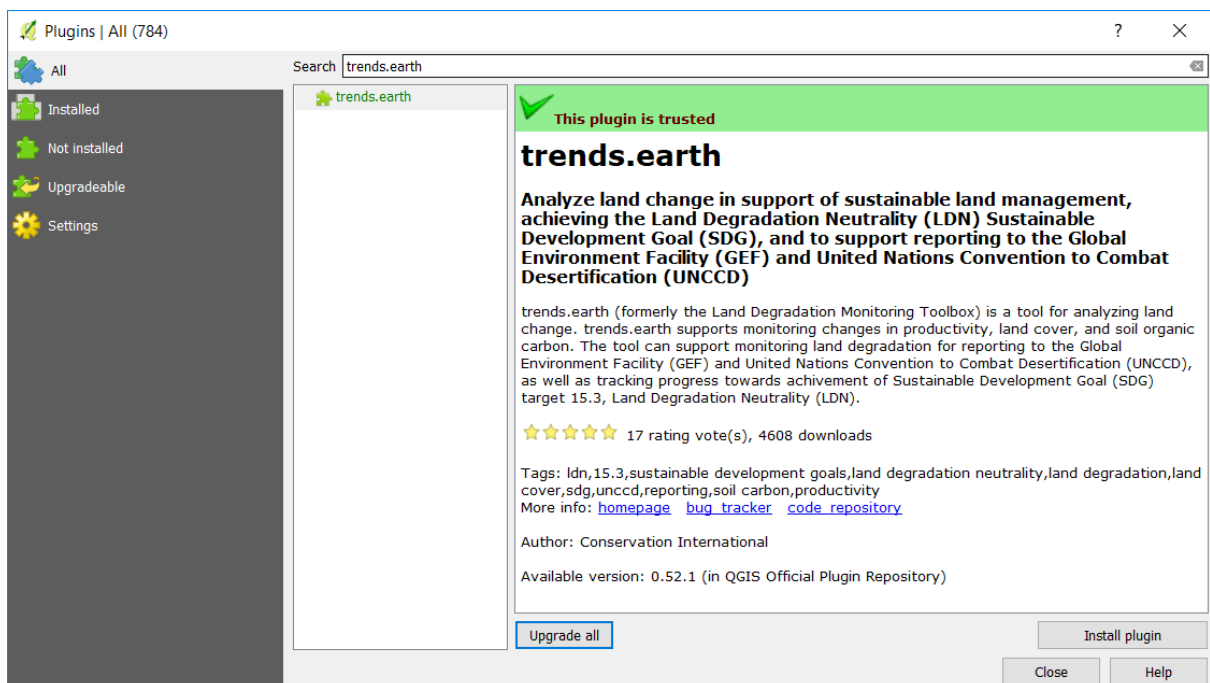 Plugins | All (784)
?
All
Installed
Not installed
Upgradeable
Settings
Search trends.earth
trends.earth
This plugin is trusted
trends.earth
Analyze land change in support of sustainable land management,
achieving the Land Degradation Neutrality (LDN) Sustainable
Development Goal (SDG), and to support reporting to the Global
Environment Facility (GEF) and United Nations Convention to Combat
Desertification (UNCCD)
trends.earth (formerly the Land Degradation Monitoring Toolbox) is a tool for analyzing land
change. trends.earth supports monitoring changes in productivity, land cover, and soil organic
carbon. The tool can support monitoring land degradation for reporting to the Global
Environment Facility (GEF) and United Nations Convention to Combat Desertification (UNCCD),
as well as tracking progress towards achivement of Sustainable Development Goal (SDG)
target 15.3, Land Degradation Neutrality (LDN).
17 rating vote(s), 4608 downloads
Tags: ldn,15.3,sustainable development goals,land degradation neutrality,land degradation,land
cover,sdg,unccd,reporting,soil carbon,productivity
More info: homepage bug tracker code repository
Author: Conservation International
Available version: 0.52.1 (in QGIS Official Plugin Repository)
Upgrade all
Install plugin
Close
Help